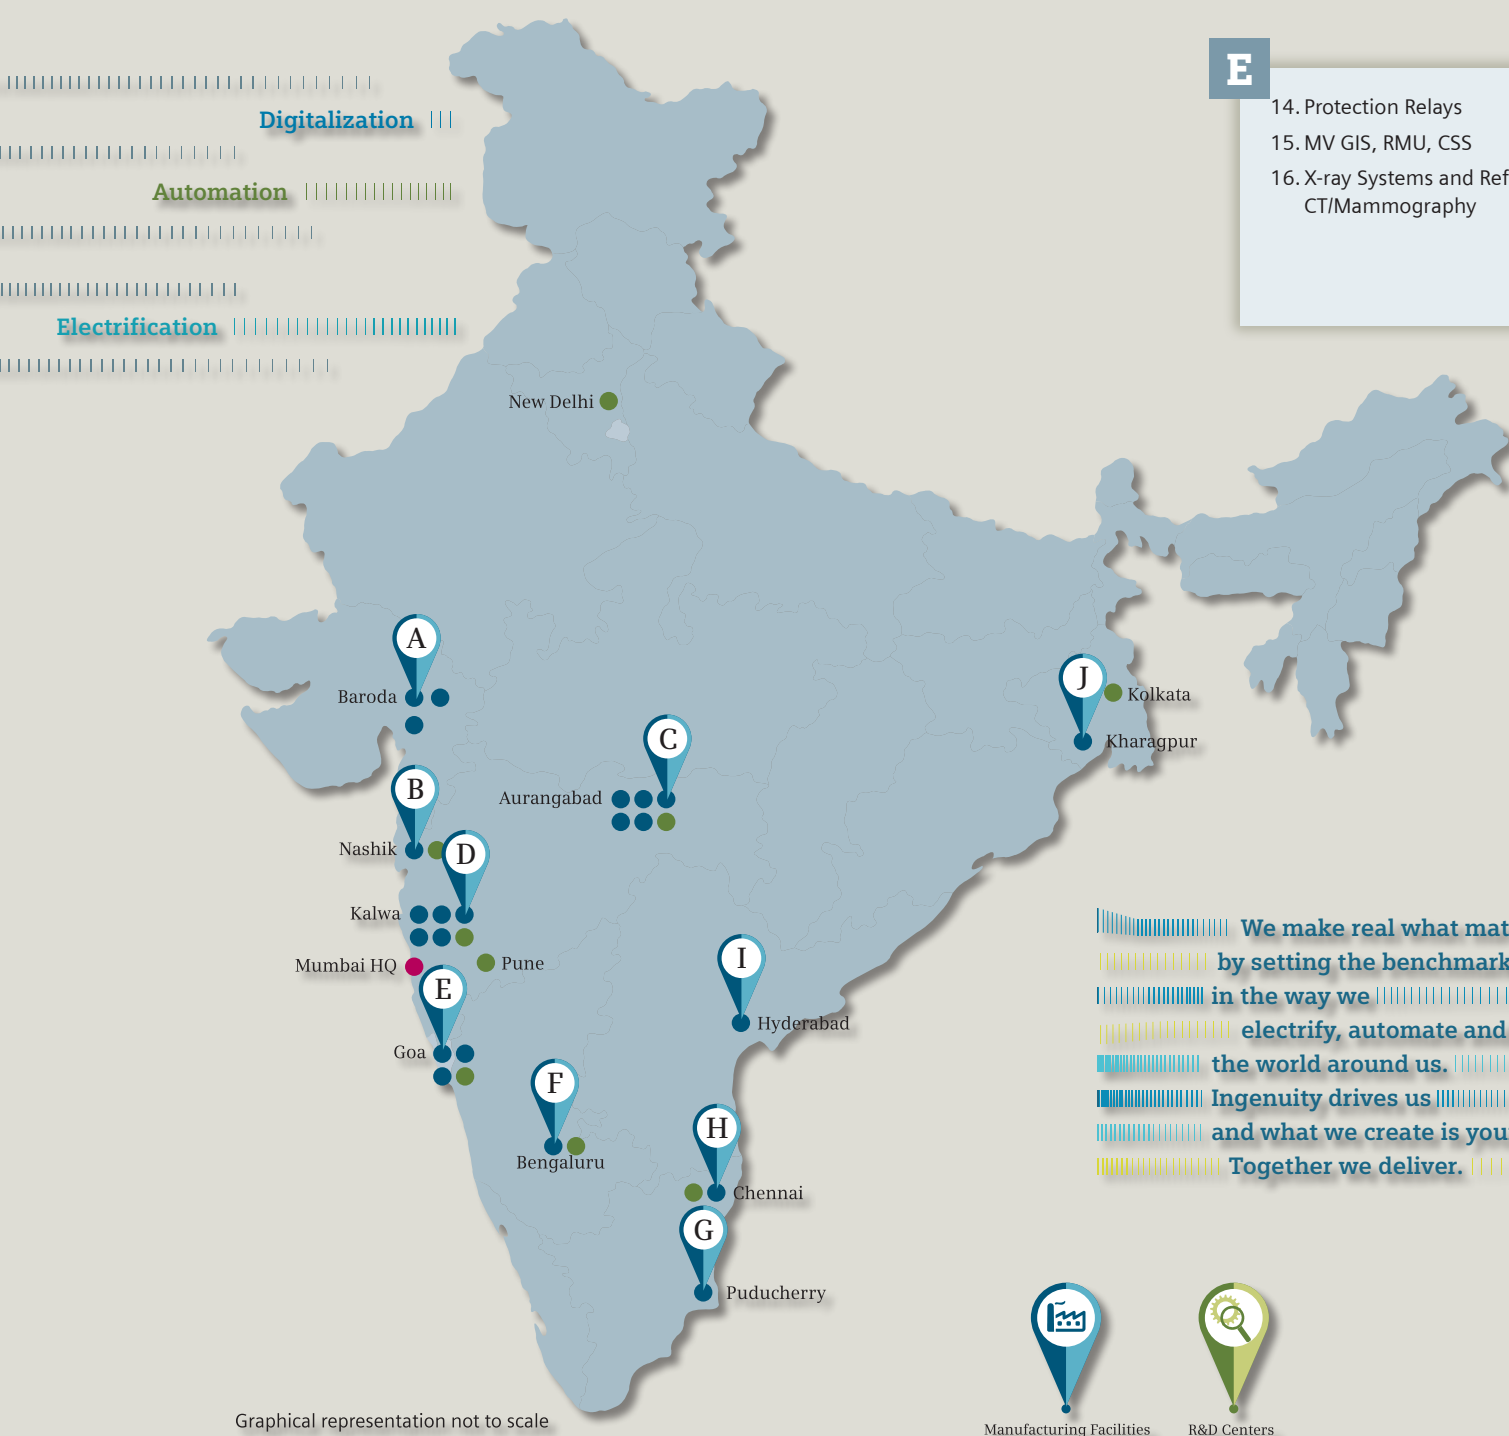 Digitalization
Automation
Electrification
E
14. Protection Relays
15. MV GIS, RMU, CSS
16. X-ray Systems and Ref
CT/Mammography
New Delhi
A
Baroda
J
Kolkata
Kharagpur
C
Aurangabad
B
Nashik
D
Kalwa
Mumbai HQ
Pune
E
Goa
I
Hyderabad
F
Bengaluru
H
Chennai
G
Puducherry
We make real what mat
by setting the benchmark
in the way we
electrify, automate and
the world around us.
Ingenuity drives us
and what we create is you
Together we deliver.
Manufacturing Facilities
R&D Centers
Graphical representation not to scale